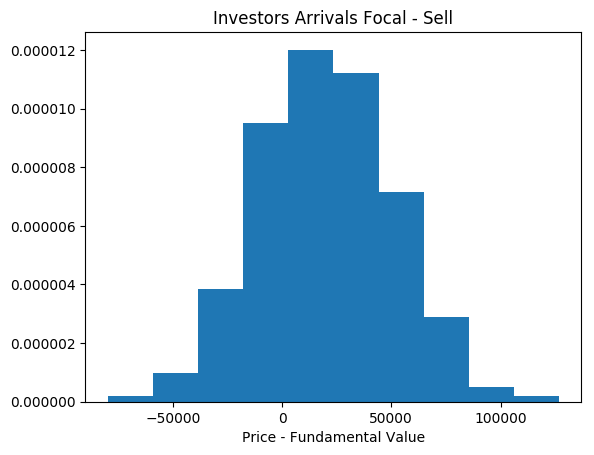 Investors Arrivals Focal - Sell
0.000012
0.000010
0.000008
0.000006
0.000004
0.000002
0.000000
−50000 0 50000 100000
Price - Fundamental Value